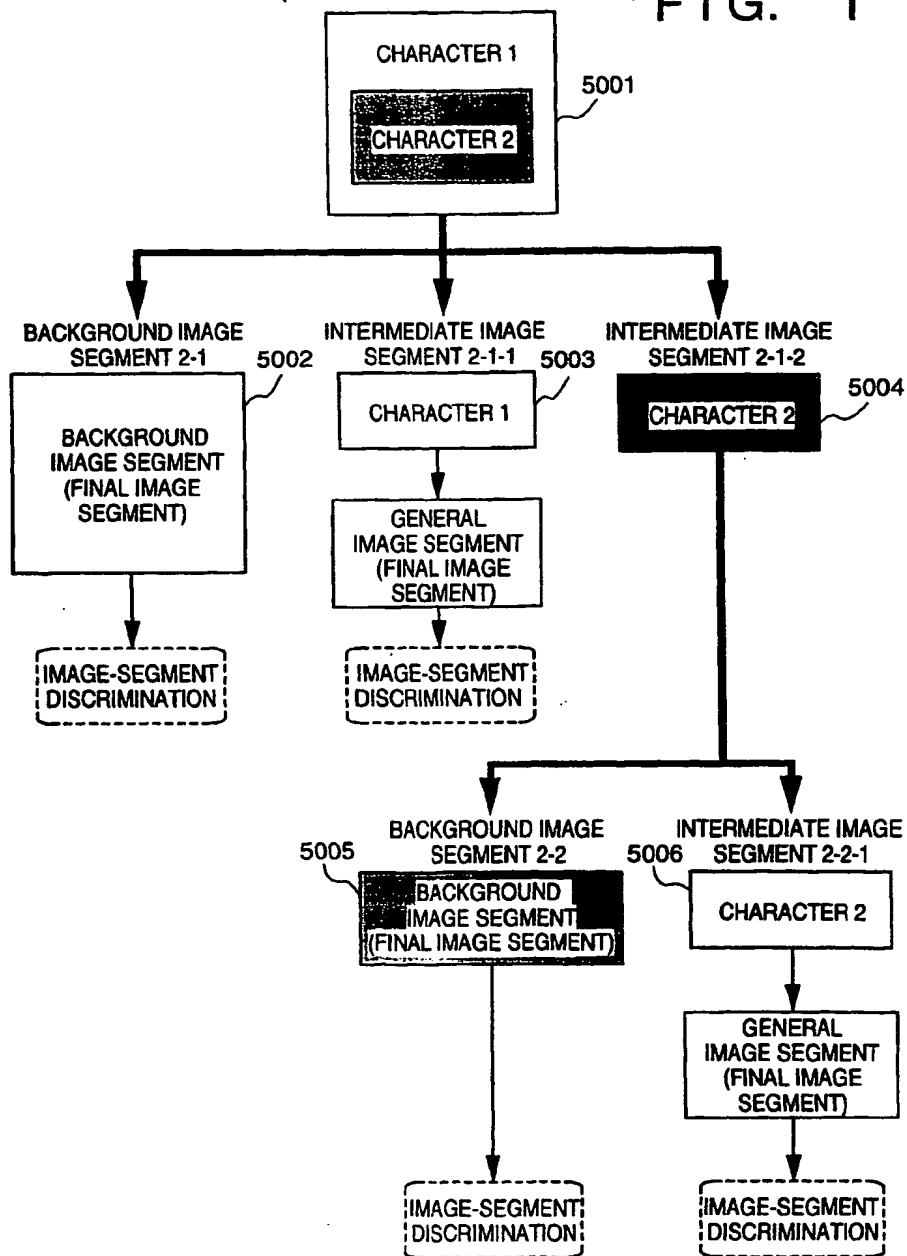 FIG. 1
CHARACTER 1
5001
CHARACTER 2
BACKGROUND IMAGE
SEGMENT 2-1
5002
BACKGROUND
IMAGE SEGMENT
(FINAL IMAGE
SEGMENT)
IMAGE-SEGMENT
DISCRIMINATION
INTERMEDIATE IMAGE
SEGMENT 2-1-1
5003
CHARACTER 1
GENERAL
IMAGE SEGMENT
(FINAL IMAGE
SEGMENT)
IMAGE-SEGMENT
DISCRIMINATION
INTERMEDIATE IMAGE
SEGMENT 2-1-2
5004
CHARACTER 2
BACKGROUND IMAGE
SEGMENT 2-2
5005
BACKGROUND
IMAGE SEGMENT
(FINAL IMAGE SEGMENT)
IMAGE-SEGMENT
DISCRIMINATION
INTERMEDIATE IMAGE
SEGMENT 2-2-1
5006
CHARACTER 2
GENERAL
IMAGE SEGMENT
(FINAL IMAGE
SEGMENT)
IMAGE-SEGMENT
DISCRIMINATION